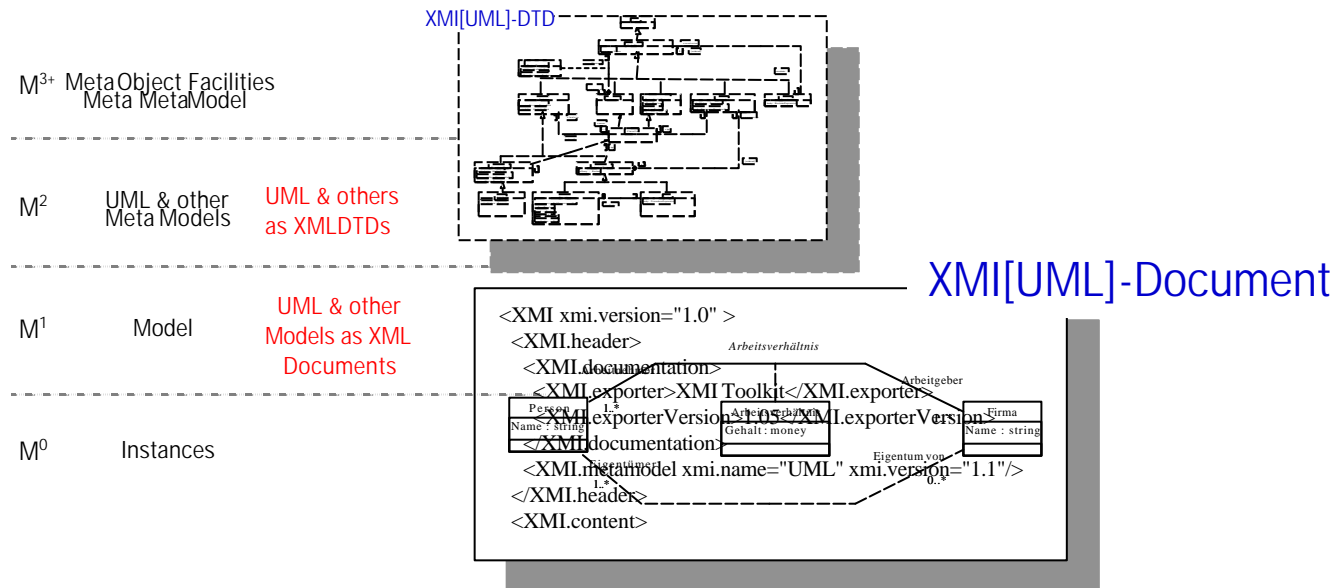 XMI[UML]-DTD
M3+ Meta Object Facilities
Meta MetaModel
M2 UML & other
Meta Models
UML & others
as XMLDTDs
XMI[UML]-Document
M1 Model
UML & other
Models as XML
Documents
M0 Instances
<XMI xmi.version="1.0" >
<XMI.header>
<XMI.documentation>
<XMI.exporter>XMI Toolkit</XMI.exporter>
<XMI.exporterVersion>1.05</XMI.exporterVersion>
</XMI.documentation>
<XMI.metamodel xmi.name="UML" xmi.version="1.1"/>
</XMI.header>
<XMI.content>
Arbeitsverhältnis
Arbeitgeber
1..*
Person
Name : string
Arbeitsverhältnis
Gehalt : money
Firma
Name : string
Eigentümer
1..*
Eigentum von
0..*